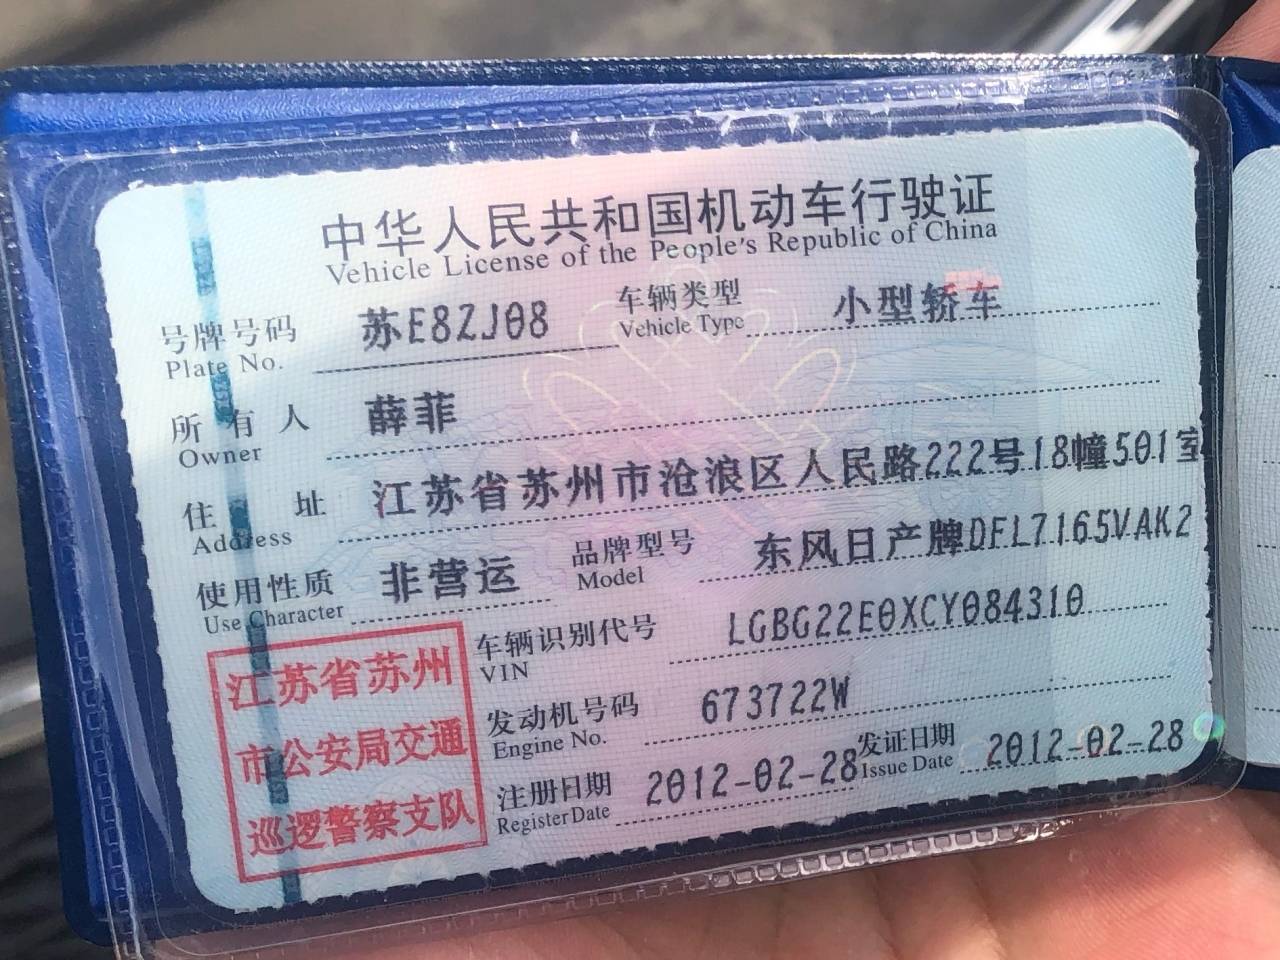 中华人民共和国机动车行驶证
Vehicle License of the People's Republic of China
号牌号码 苏E8ZJ08 车辆类型 小型轿车
Plate No. Vehicle Type
所有人 薛菲
Owner
住址 江苏省苏州市沧浪区人民路222号18幢501室
Address
使用性质 非营运 品牌型号 东风日产牌DFL7165VAK2
Use Character Model
车辆识别代号 LGBG22E0XCY084310
VIN
发动机号码 673722W
Engine No.
注册日期 2012-02-28 发证日期 2012-02-28
Register Date Issue Date
江苏省苏州
市公安局交通
巡逻警察支队